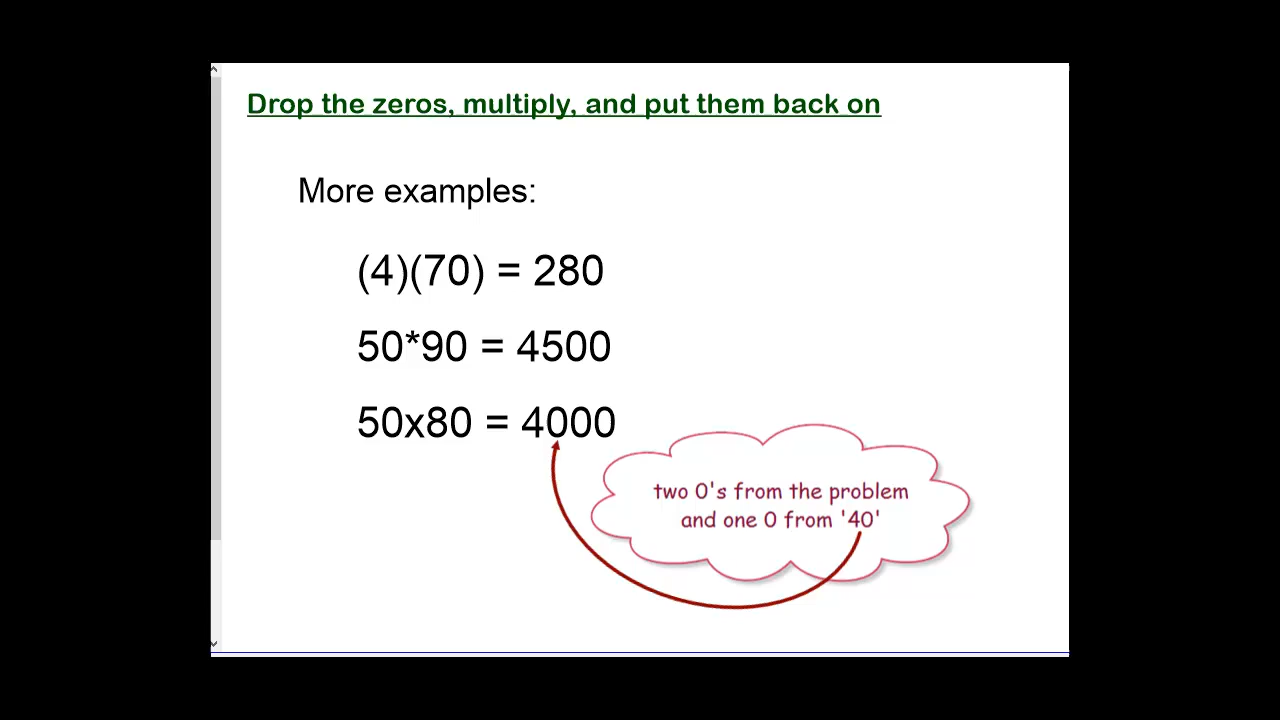 Drop the zeros, multiply, and put them back on
More examples:
(4)(70) = 280
50*90 = 4500
50x80 = 4000
two 0's from the problem
and one 0 from '40'